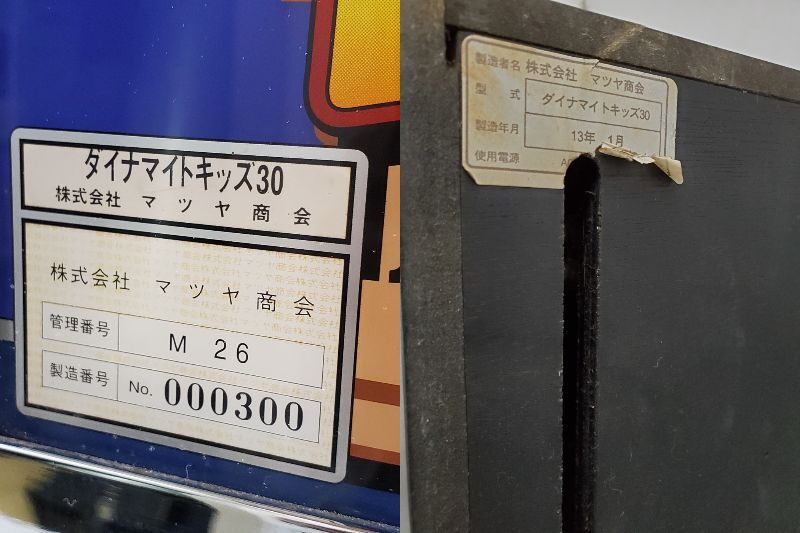 ダイナマイトキッズ30
株式会社 マツヤ商会
株式会社 マツヤ商会
管理番号 M 26
製造番号 No. 000300
製造者名 株式会社 マツヤ商会
型式 ダイナマイトキッズ30
製造年月 13年 1月
使用電源